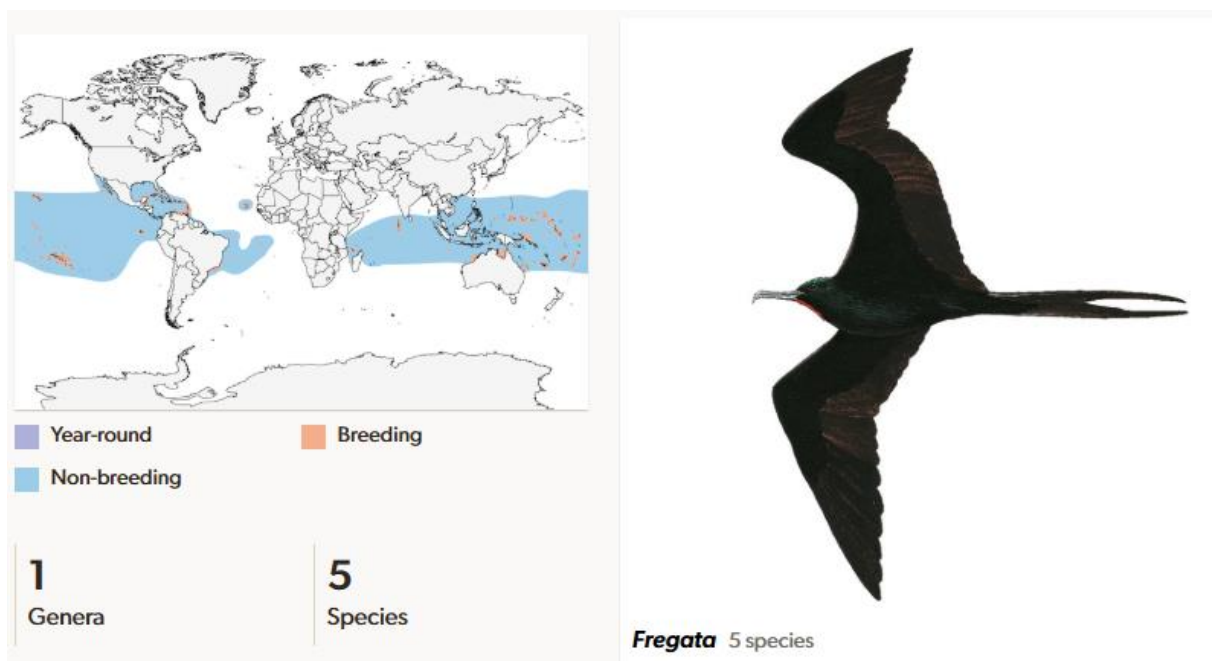 Year-round
Breeding
Non-breeding
1
Genera
5
Species
Fregata 5 species